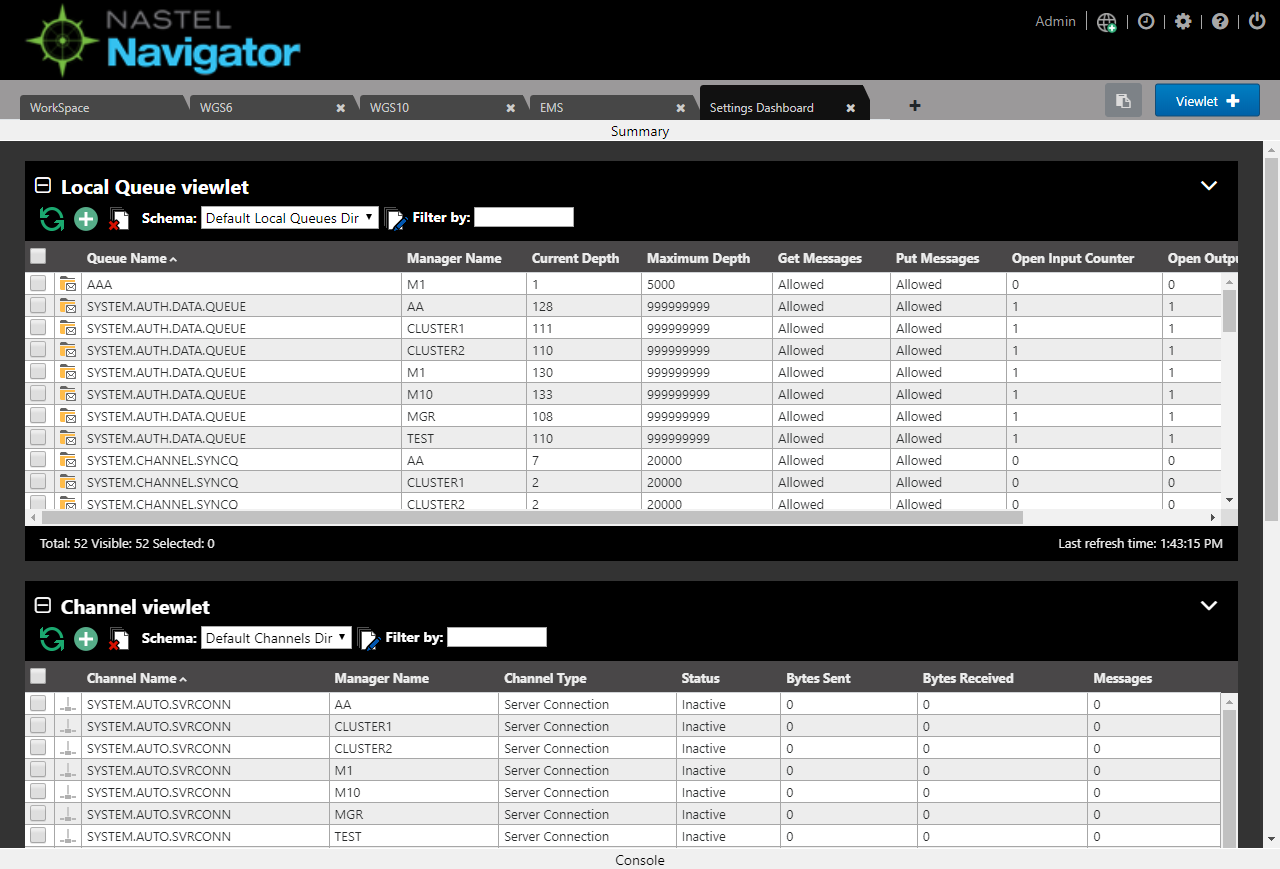 NASTEL
Navigator
Admin
WorkSpace WGS6 WGS10 EMS Settings Dashboard Viewlet
Summary
Local Queue viewlet
Schema: Default Local Queues Dir Filter by:
Queue Name Manager Name Current Depth Maximum Depth Get Messages Put Messages Open Input Counter Open Outpu
AAA M1 1 5000 Allowed Allowed 0 0
SYSTEM.AUTH.DATA.QUEUE AA 128 999999999 Allowed Allowed 1 1
SYSTEM.AUTH.DATA.QUEUE CLUSTER1 111 999999999 Allowed Allowed 1 1
SYSTEM.AUTH.DATA.QUEUE CLUSTER2 110 999999999 Allowed Allowed 1 1
SYSTEM.AUTH.DATA.QUEUE M1 130 999999999 Allowed Allowed 1 1
SYSTEM.AUTH.DATA.QUEUE M10 133 999999999 Allowed Allowed 1 1
SYSTEM.AUTH.DATA.QUEUE MGR 108 999999999 Allowed Allowed 1 1
SYSTEM.AUTH.DATA.QUEUE TEST 110 999999999 Allowed Allowed 1 1
SYSTEM.CHANNEL.SYNCQ AA 7 20000 Allowed Allowed 0 0
SYSTEM.CHANNEL.SYNCQ CLUSTER1 2 20000 Allowed Allowed 0 0
SYSTEM.CHANNEL.SYNCQ CLUSTER2 2 20000 Allowed Allowed 0 0
Total: 52 Visible: 52 Selected: 0 Last refresh time: 1:43:15 PM
Channel viewlet
Schema: Default Channels Dir Filter by:
Channel Name Manager Name Channel Type Status Bytes Sent Bytes Received Messages
SYSTEM.AUTO.SVRCONN AA Server Connection Inactive 0 0 0
SYSTEM.AUTO.SVRCONN CLUSTER1 Server Connection Inactive 0 0 0
SYSTEM.AUTO.SVRCONN CLUSTER2 Server Connection Inactive 0 0 0
SYSTEM.AUTO.SVRCONN M1 Server Connection Inactive 0 0 0
SYSTEM.AUTO.SVRCONN M10 Server Connection Inactive 0 0 0
SYSTEM.AUTO.SVRCONN MGR Server Connection Inactive 0 0 0
SYSTEM.AUTO.SVRCONN TEST Server Connection Inactive 0 0 0
Console